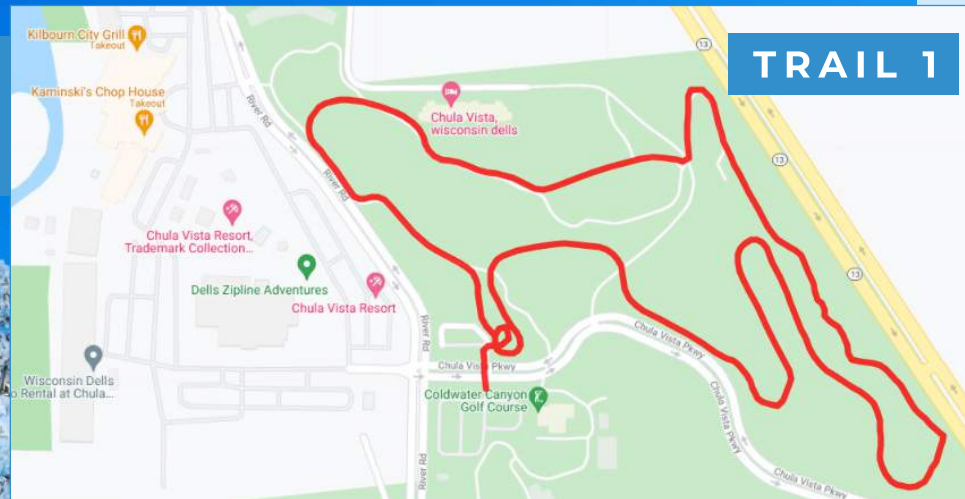 TRAIL 1
Kilbourn City Grill
Takeout
Kaminski's Chop House
Takeout
River Rd
13
Chula Vista,
wisconsin dells
13
River Rd
Chula Vista Resort,
Trademark Collection...
13
Dells Zipline Adventures
Chula Vista Resort
River Rd
Chula Vista Pkwy
Chula Vista Pkwy
Wisconsin Dells
o Rental at Chula...
Chula Vista Pkwy
Coldwater Canyon
Golf Course
River Rd
Chula Vista Pkwy